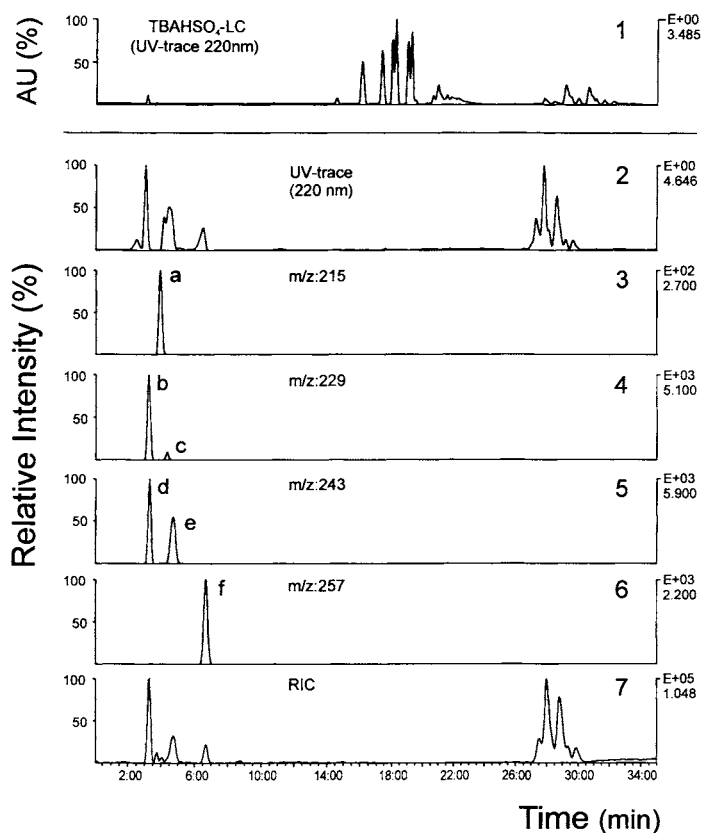 TBAHSO₄-LC
(UV-trace 220nm)
1
E+00
3.485
100
50
AU (%)
UV-trace
(220 nm)
2
E+00
4.646
100
50
a
m/z:215
3
E+02
2.700
100
50
b
c
m/z:229
4
E+03
5.100
100
50
d
e
m/z:243
5
E+03
5.900
100
50
f
m/z:257
6
E+03
2.200
100
50
RIC
7
E+05
1.048
100
50
Relative Intensity (%)
2:00 6:00 10:00 14:00 18:00 22:00 26:00 30:00 34:00
Time (min)